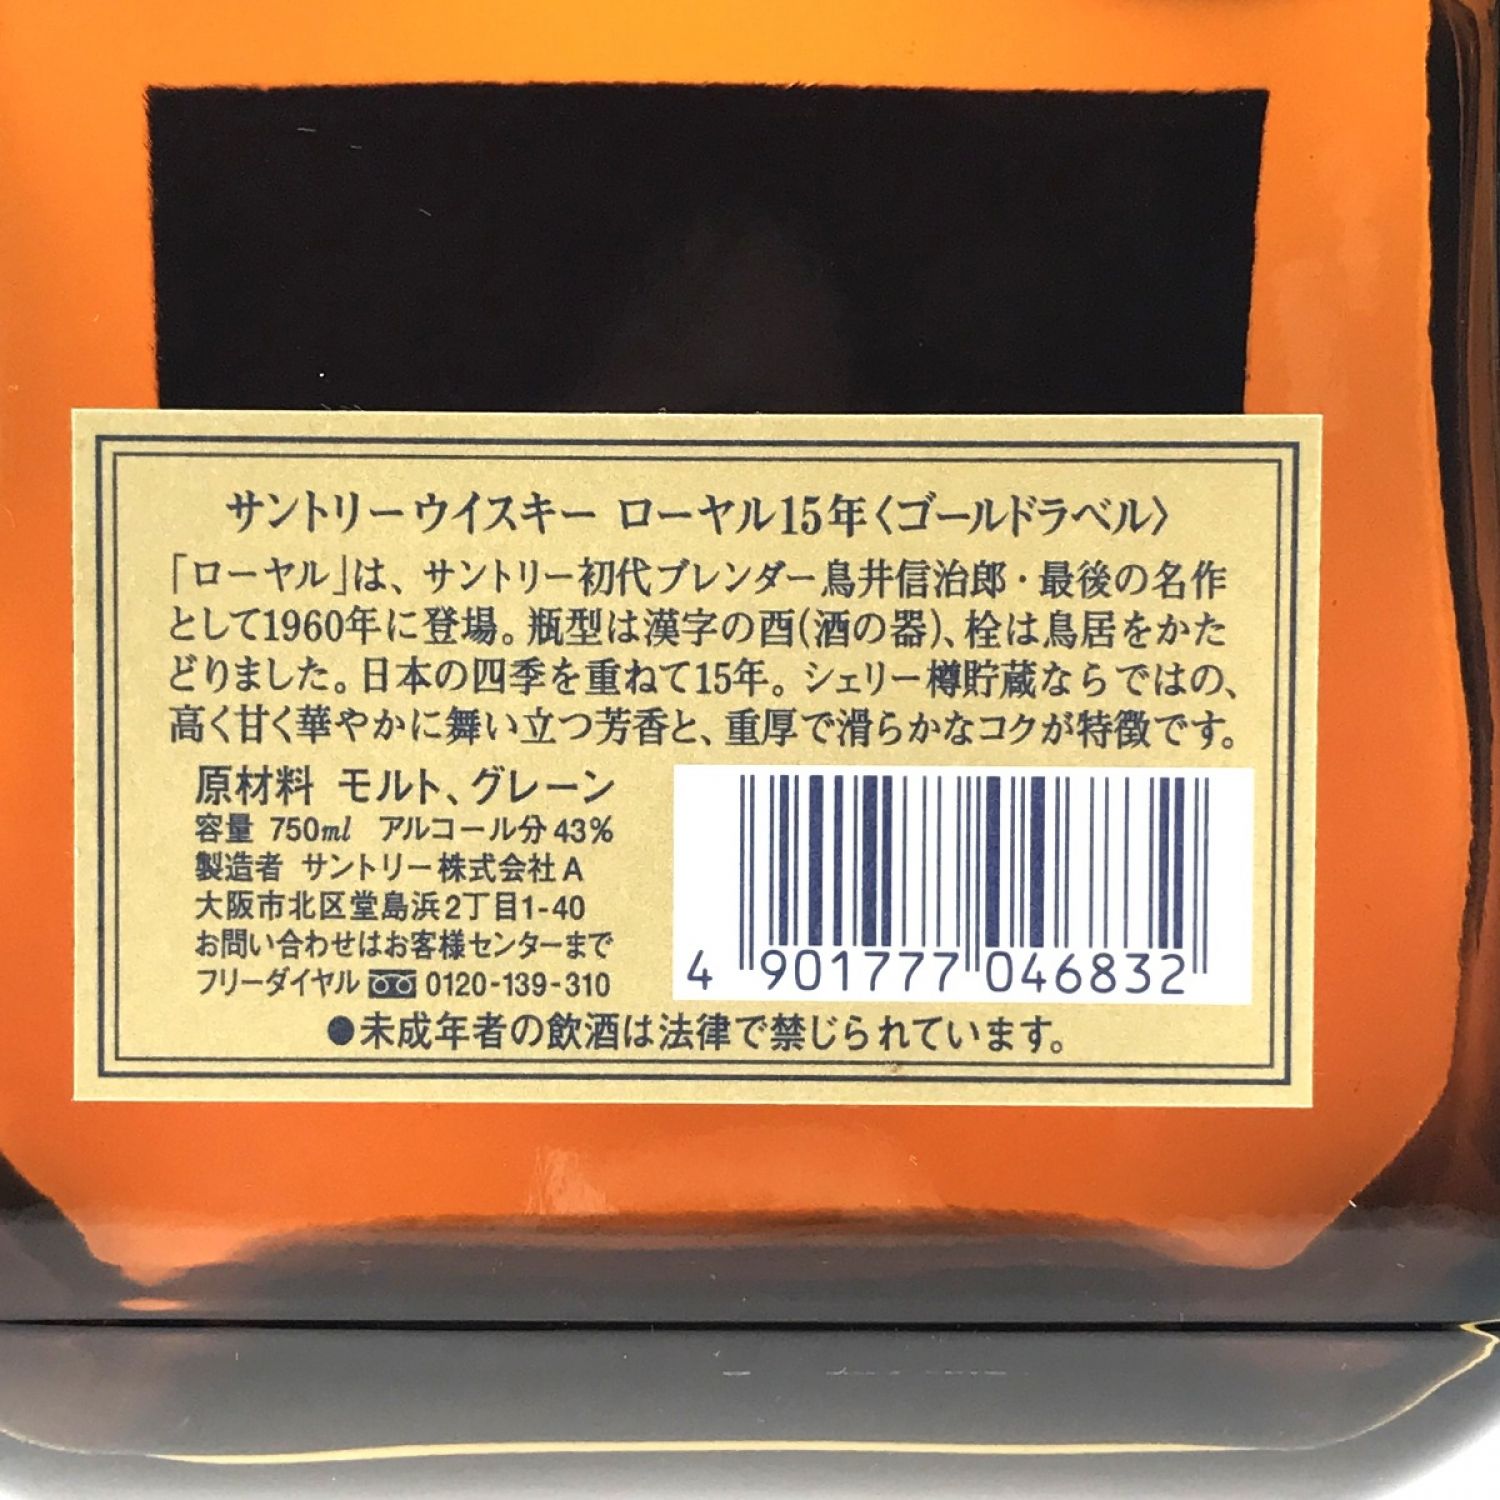 サントリーウイスキー ローヤル15年〈ゴールドラベル〉
「ローヤル」は、サントリー初代ブレンダー鳥井信治郎・最後の名作
として1960年に登場。瓶型は漢字の酉(酒の器)、栓は鳥居をかた
どりました。日本の四季を重ねて15年。シェリー樽貯蔵ならではの、
高く甘く華やかに舞い立つ芳香と、重厚で滑らかなコクが特徴です。
原材料 モルト、グレーン
容量 750ml アルコール分43%
製造者 サントリー株式会社A
大阪市北区堂島浜2丁目1-40
お問い合わせはお客様センターまで
フリーダイヤル 0120-139-310
4 901777 046832
●未成年者の飲酒は法律で禁じられています。